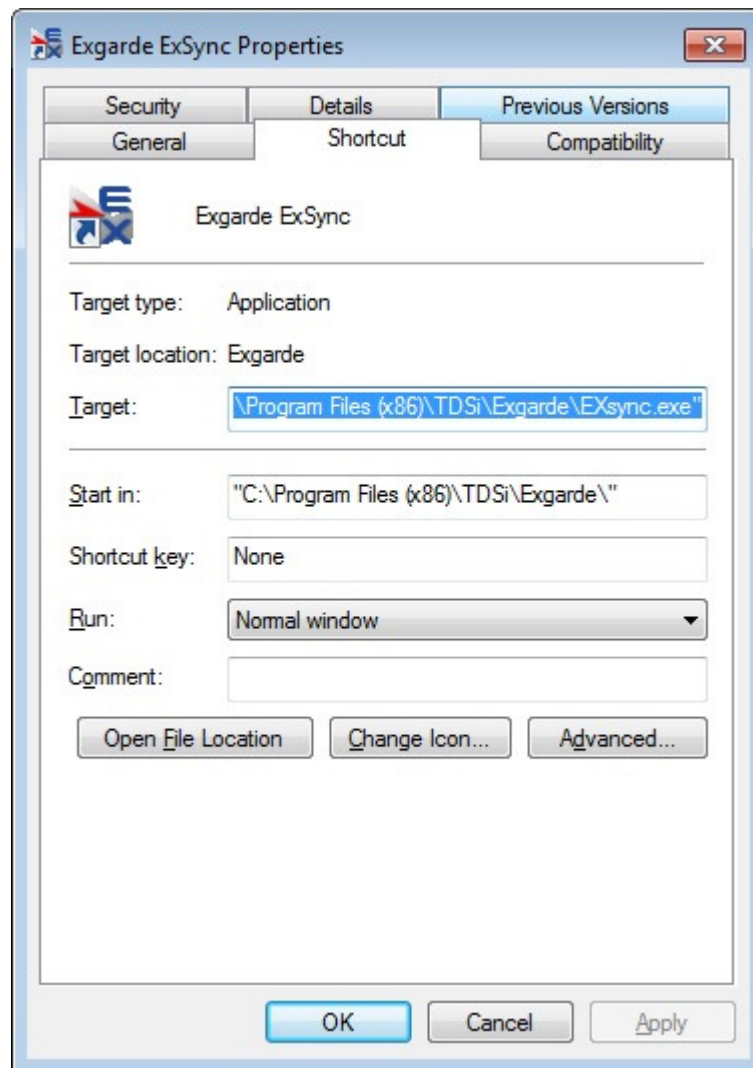 Exgarde ExSync Properties
Security Details Previous Versions
General Shortcut Compatibility
EX
Exgarde ExSync
Target type: Application
Target location: Exgarde
Target: \Program Files (x86)\TDSi\Exgarde\EXsync.exe"
Start in: "C:\Program Files (x86)\TDSi\Exgarde\"
Shortcut key: None
Run: Normal window
Comment:
Open File Location Change Icon... Advanced...
OK Cancel Apply